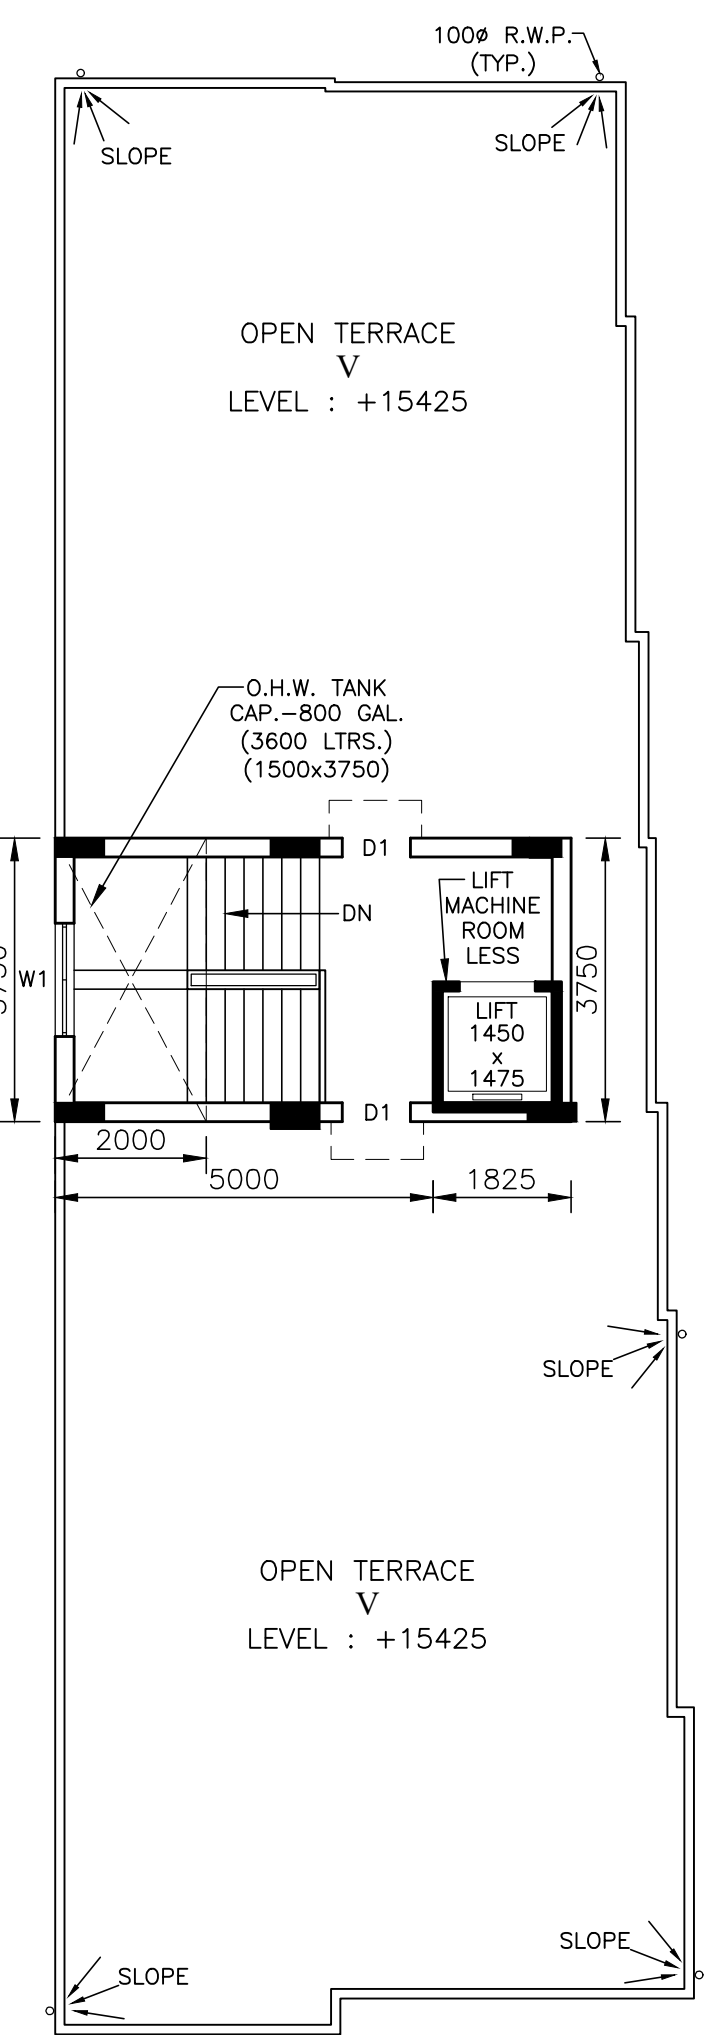 100ø R.W.P.
(TYP.)
SLOPE
SLOPE
OPEN TERRACE
V
LEVEL : +15425
O.H.W. TANK
CAP.-800 GAL.
(3600 LTRS.)
(1500x3750)
D1
DN
LIFT
MACHINE
ROOM
LESS
W1
3750
3750
LIFT
1450
x
1475
D1
2000
5000
1825
SLOPE
OPEN TERRACE
V
LEVEL : +15425
SLOPE
SLOPE